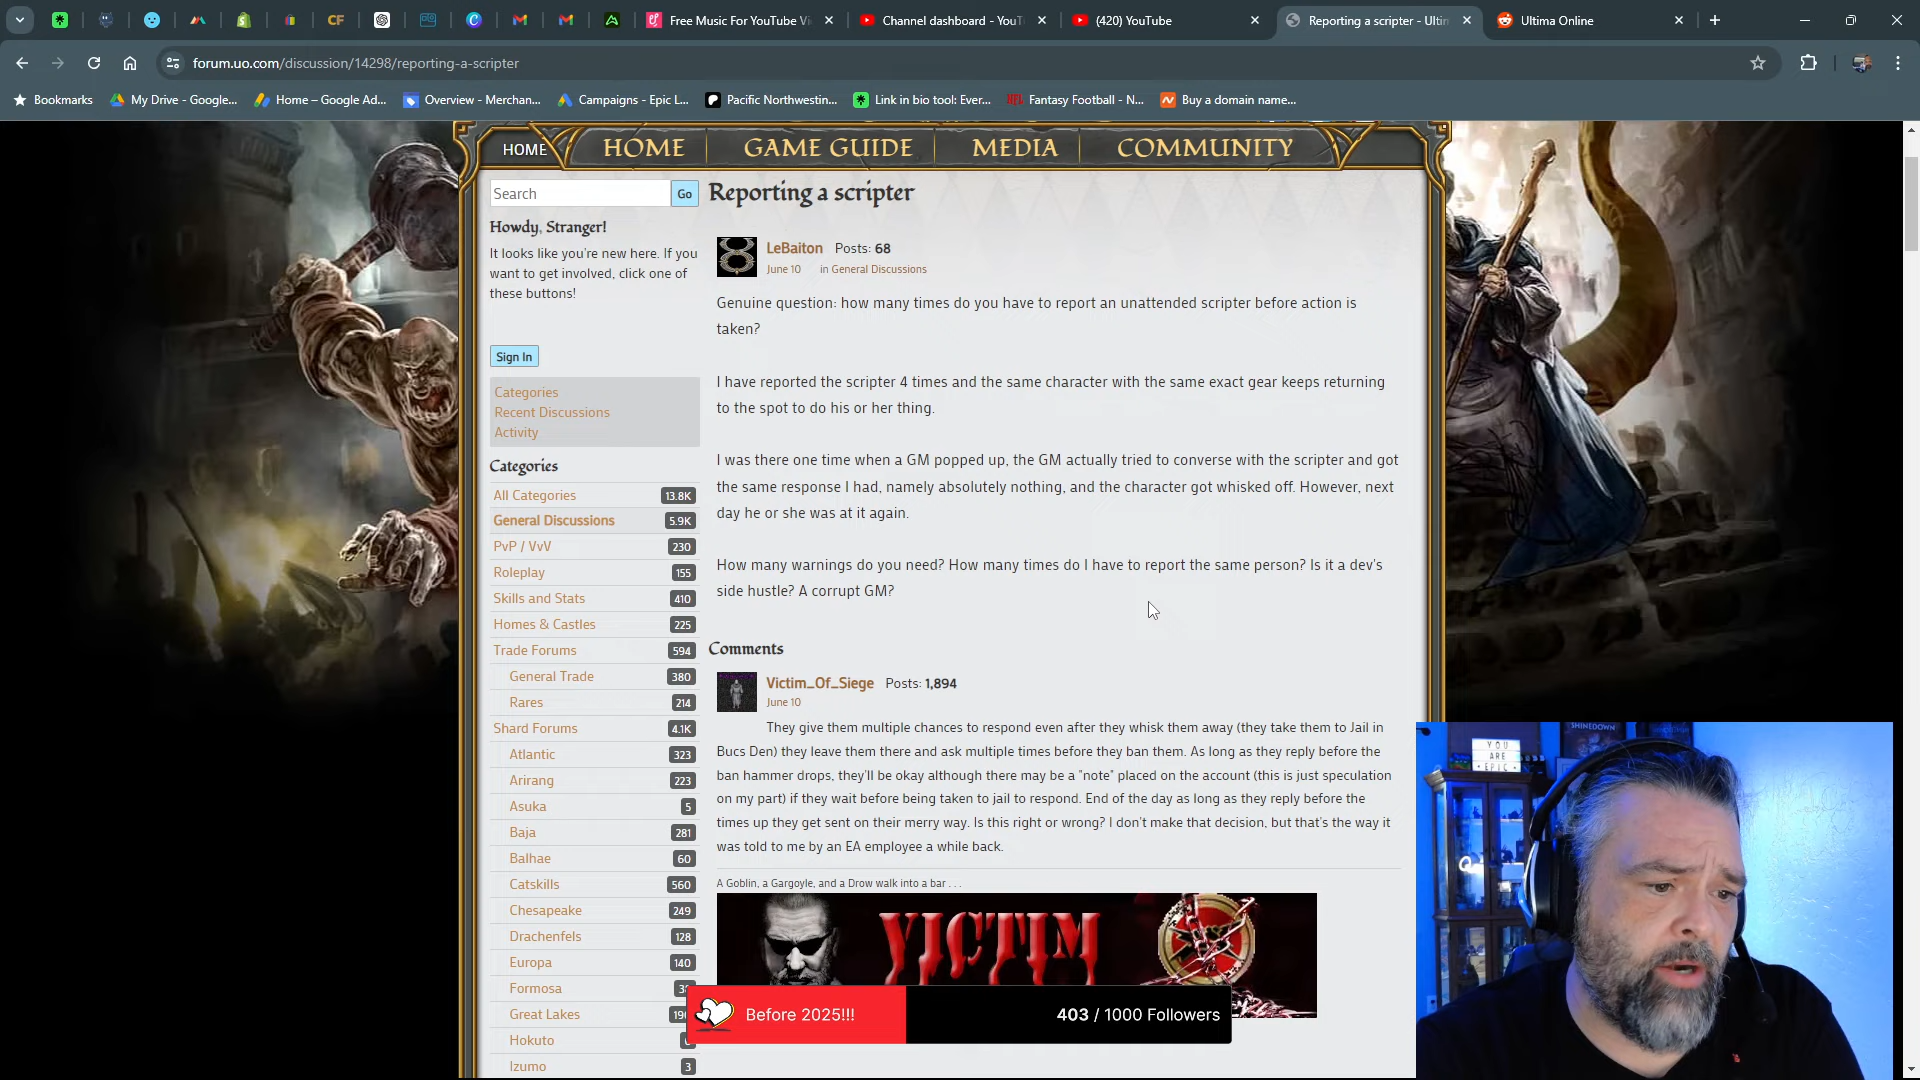 CF
Free Music For YouTube Vi
Channel dashboard - YouT
(420) YouTube
Reporting a scripter - Ultim
Ultima Online
forum.uo.com/discussion/14298/reporting-a-scripter
Bookmarks
My Drive - Google...
Home – Google Ad...
Overview - Merchan...
Campaigns - Epic L...
Pacific Northwestin...
Link in bio tool: Ever...
Fantasy Football - N...
Buy a domain name...
HOME
HOME
GAME GUIDE
MEDIA
COMMUNITY
Search
Go
Howdy, Stranger!
It looks like you're new here. If you
want to get involved, click one of
these buttons!
Sign In
Categories
Recent Discussions
Activity
Categories
All Categories 13.8K
General Discussions 5.9K
PvP / VvV 230
Roleplay 155
Skills and Stats 410
Homes & Castles 225
Trade Forums 594
General Trade 380
Rares 214
Shard Forums 4.1K
Atlantic 323
Arirang 223
Asuka 5
Baja 281
Balhae 60
Catskills 560
Chesapeake 249
Drachenfels 128
Europa 140
Formosa
Great Lakes
Hokuto
Izumo 3
Reporting a scripter
LeBaiton Posts: 68
June 10 in General Discussions
Genuine question: how many times do you have to report an unattended scripter before action is
taken?
I have reported the scripter 4 times and the same character with the same exact gear keeps returning
to the spot to do his or her thing.
I was there one time when a GM popped up, the GM actually tried to converse with the scripter and got
the same response I had, namely absolutely nothing, and the character got whisked off. However, next
day he or she was at it again.
How many warnings do you need? How many times do I have to report the same person? Is it a dev's
side hustle? A corrupt GM?
Comments
Victim_Of_Siege Posts: 1,894
June 10
They give them multiple chances to respond even after they whisk them away (they take them to Jail in
Bucs Den) they leave them there and ask multiple times before they ban them. As long as they reply before the
ban hammer drops, they'll be okay although there may be a "note" placed on the account (this is just speculation
on my part) if they wait before being taken to jail to respond. End of the day as long as they reply before the
times up they get sent on their merry way. Is this right or wrong? I don't make that decision, but that's the way it
was told to me by an EA employee a while back.
A Goblin, a Gargoyle, and a Drow walk into a bar . . .
VICTIM
Before 2025!!!
403 / 1000 Followers
SHINEDOWN
YOU
ARE
EPIC